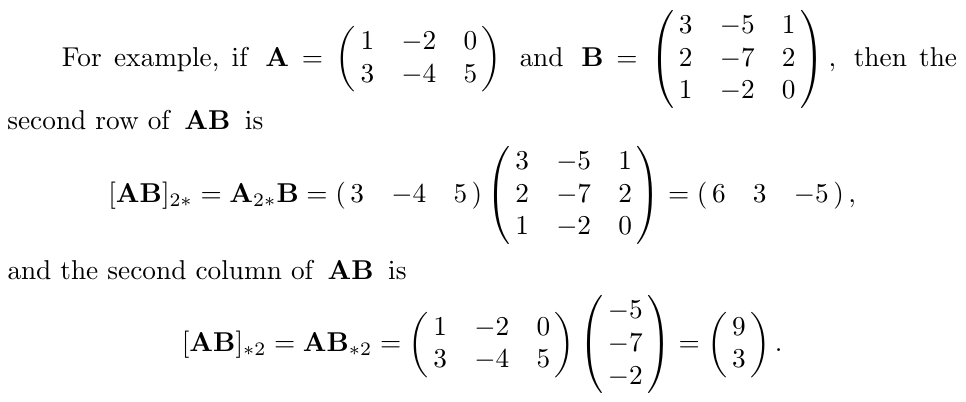 For example, if A = ( 1 −2 0 ; 3 −4 5 ) and B = ( 3 −5 1 ; 2 −7 2 ; 1 −2 0 ), then the
second row of AB is
[AB]₂∗ = A₂∗B = ( 3 −4 5 ) ( 3 −5 1 ; 2 −7 2 ; 1 −2 0 ) = ( 6 3 −5 ),
and the second column of AB is
[AB]∗₂ = AB∗₂ = ( 1 −2 0 ; 3 −4 5 ) ( −5 ; −7 ; −2 ) = ( 9 ; 3 ).